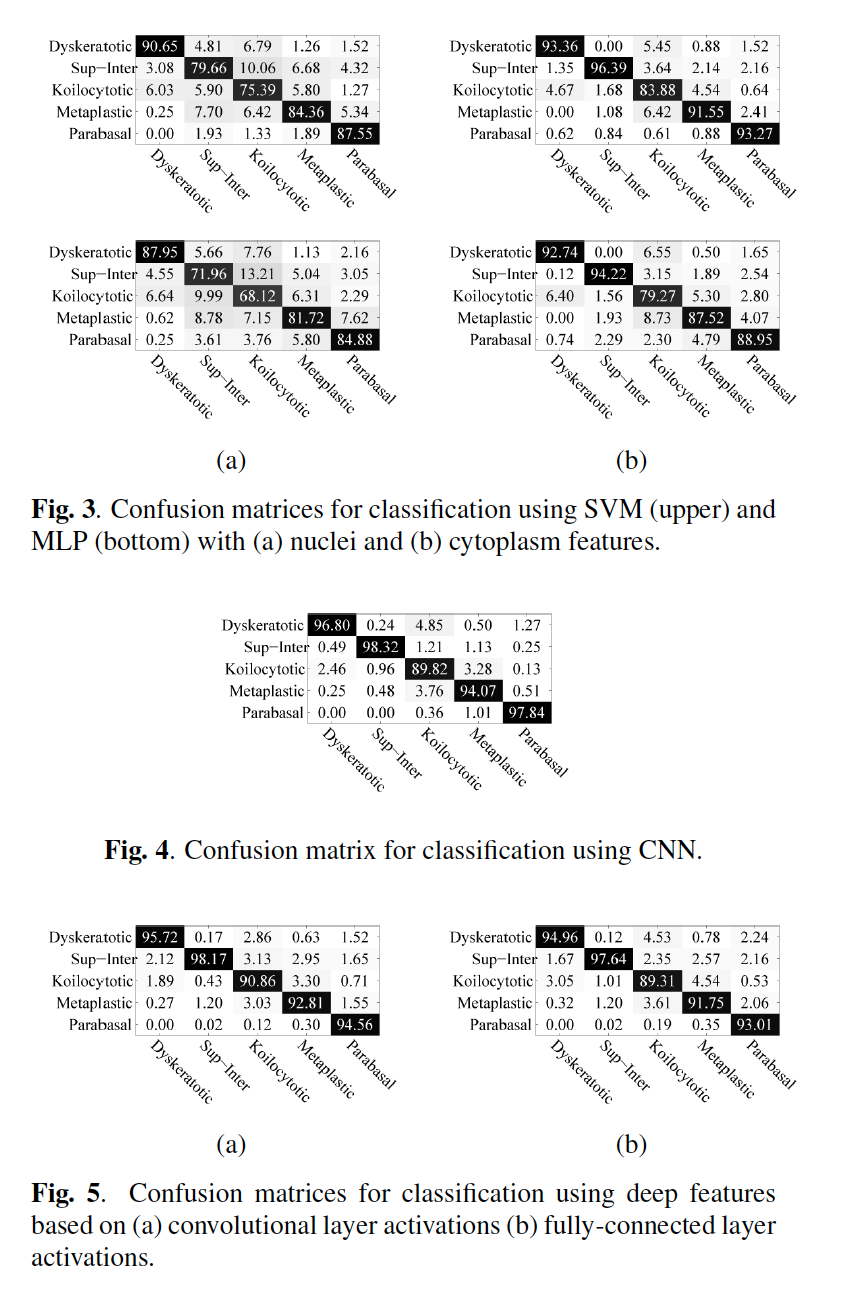 Dyskeratotic 90.65 4.81 6.79 1.26 1.52
Sup−Inter 3.08 79.66 10.06 6.68 4.32
Koilocytotic 6.03 5.90 75.39 5.80 1.27
Metaplastic 0.25 7.70 6.42 84.36 5.34
Parabasal 0.00 1.93 1.33 1.89 87.55
Dyskeratotic Sup−Inter Koilocytotic Metaplastic Parabasal
Dyskeratotic 93.36 0.00 5.45 0.88 1.52
Sup−Inter 1.35 96.39 3.64 2.14 2.16
Koilocytotic 4.67 1.68 83.88 4.54 0.64
Metaplastic 0.00 1.08 6.42 91.55 2.41
Parabasal 0.62 0.84 0.61 0.88 93.27
Dyskeratotic Sup−Inter Koilocytotic Metaplastic Parabasal
Dyskeratotic 87.95 5.66 7.76 1.13 2.16
Sup−Inter 4.55 71.96 13.21 5.04 3.05
Koilocytotic 6.64 9.99 68.12 6.31 2.29
Metaplastic 0.62 8.78 7.15 81.72 7.62
Parabasal 0.25 3.61 3.76 5.80 84.88
Dyskeratotic Sup−Inter Koilocytotic Metaplastic Parabasal
Dyskeratotic 92.74 0.00 6.55 0.50 1.65
Sup−Inter 0.12 94.22 3.15 1.89 2.54
Koilocytotic 6.40 1.56 79.27 5.30 2.80
Metaplastic 0.00 1.93 8.73 87.52 4.07
Parabasal 0.74 2.29 2.30 4.79 88.95
Dyskeratotic Sup−Inter Koilocytotic Metaplastic Parabasal
(a) (b)
Fig. 3. Confusion matrices for classification using SVM (upper) and
MLP (bottom) with (a) nuclei and (b) cytoplasm features.
Dyskeratotic 96.80 0.24 4.85 0.50 1.27
Sup−Inter 0.49 98.32 1.21 1.13 0.25
Koilocytotic 2.46 0.96 89.82 3.28 0.13
Metaplastic 0.25 0.48 3.76 94.07 0.51
Parabasal 0.00 0.00 0.36 1.01 97.84
Dyskeratotic Sup−Inter Koilocytotic Metaplastic Parabasal
Fig. 4. Confusion matrix for classification using CNN.
Dyskeratotic 95.72 0.17 2.86 0.63 1.52
Sup−Inter 2.12 98.17 3.13 2.95 1.65
Koilocytotic 1.89 0.43 90.86 3.30 0.71
Metaplastic 0.27 1.20 3.03 92.81 1.55
Parabasal 0.00 0.02 0.12 0.30 94.56
Dyskeratotic Sup−Inter Koilocytotic Metaplastic Parabasal
Dyskeratotic 94.96 0.12 4.53 0.78 2.24
Sup−Inter 1.67 97.64 2.35 2.57 2.16
Koilocytotic 3.05 1.01 89.31 4.54 0.53
Metaplastic 0.32 1.20 3.61 91.75 2.06
Parabasal 0.00 0.02 0.19 0.35 93.01
Dyskeratotic Sup−Inter Koilocytotic Metaplastic Parabasal
(a) (b)
Fig. 5. Confusion matrices for classification using deep features
based on (a) convolutional layer activations (b) fully-connected layer
activations.